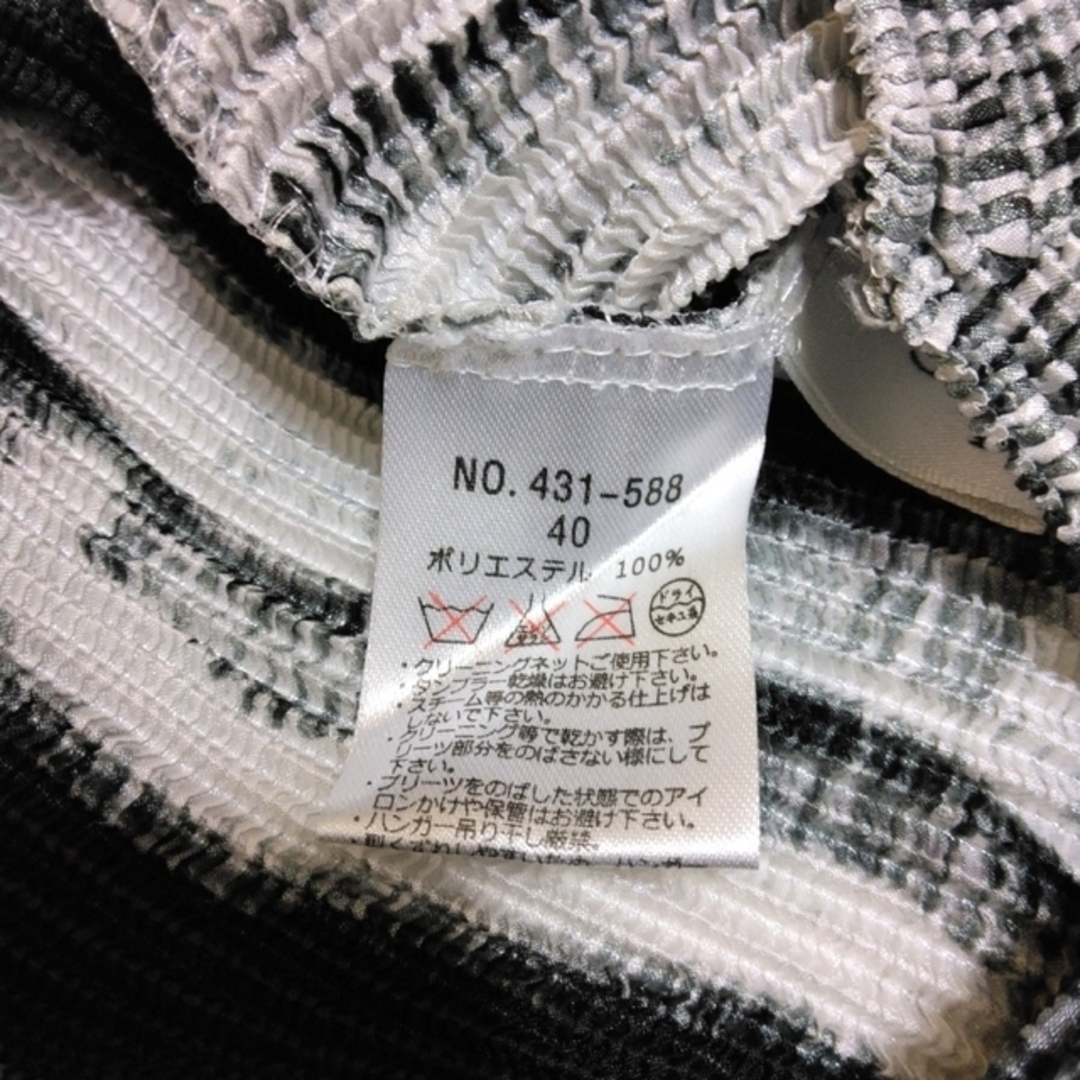 NO. 431-588
40
ポリエステル 100%
ドライ
セキユ系
・クリーニングネットご使用下さい。
・タンブラー乾燥はお避け下さい。
・スチーム等の熱のかかる仕上げは
しないで下さい。
・クリーニング等で乾かす際は、プ
リーツ部分をのばさない様にして
下さい。
・プリーツをのばした状態でのアイ
ロンかけや保管はお避け下さい。
・ハンガー吊り干し厳禁。